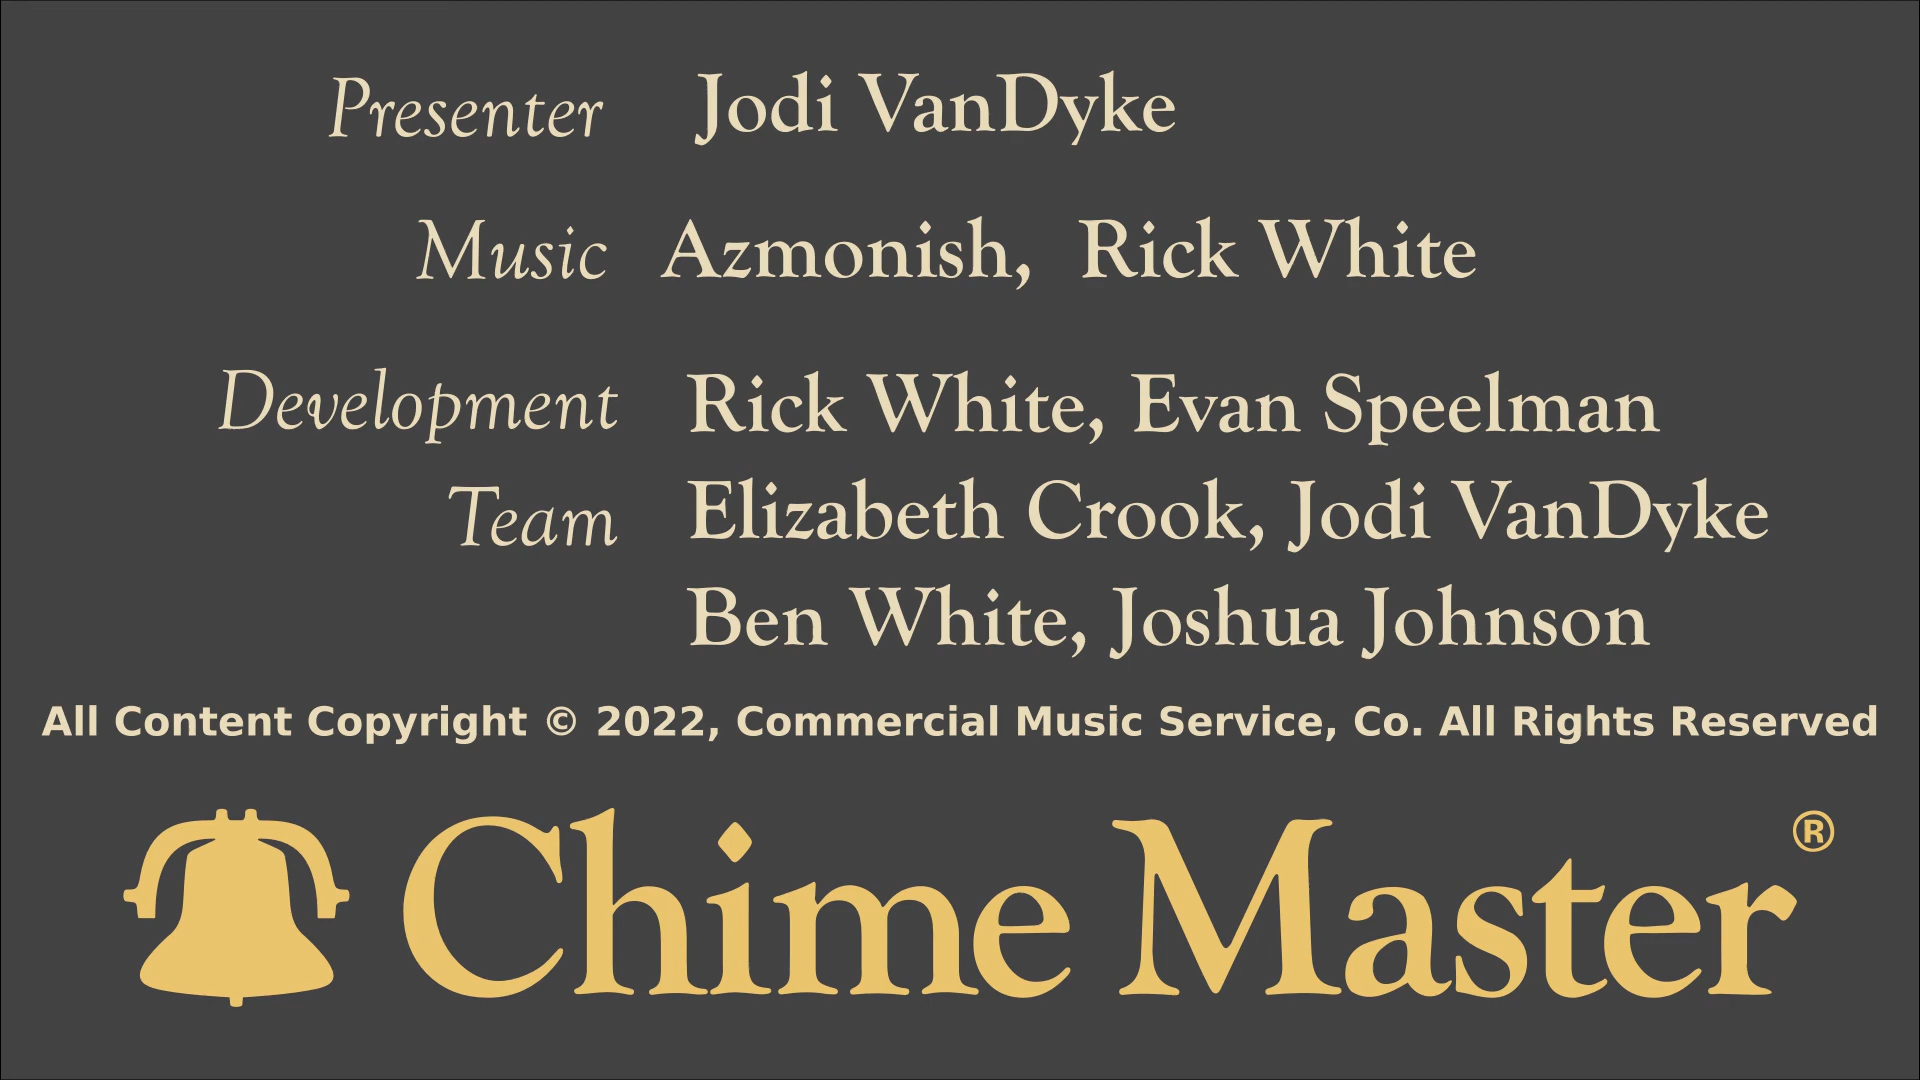 Presenter Jodi VanDyke
Music Azmonish, Rick White
Development Rick White, Evan Speelman
Team Elizabeth Crook, Jodi VanDyke
Ben White, Joshua Johnson
All Content Copyright © 2022, Commercial Music Service, Co. All Rights Reserved
Chime Master®